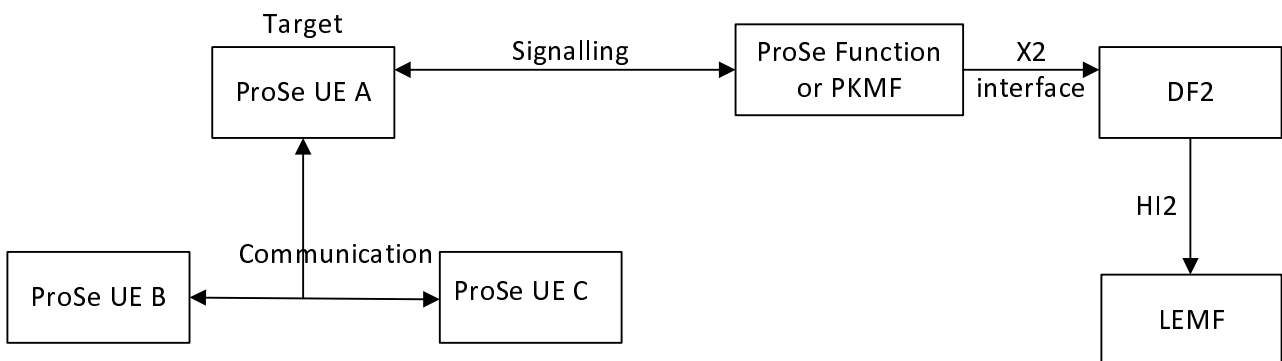 Target
ProSe UE A
Signalling
ProSe Function
or PKMF
X2
interface
DF2
HI2
Communication
ProSe UE B
ProSe UE C
LEMF